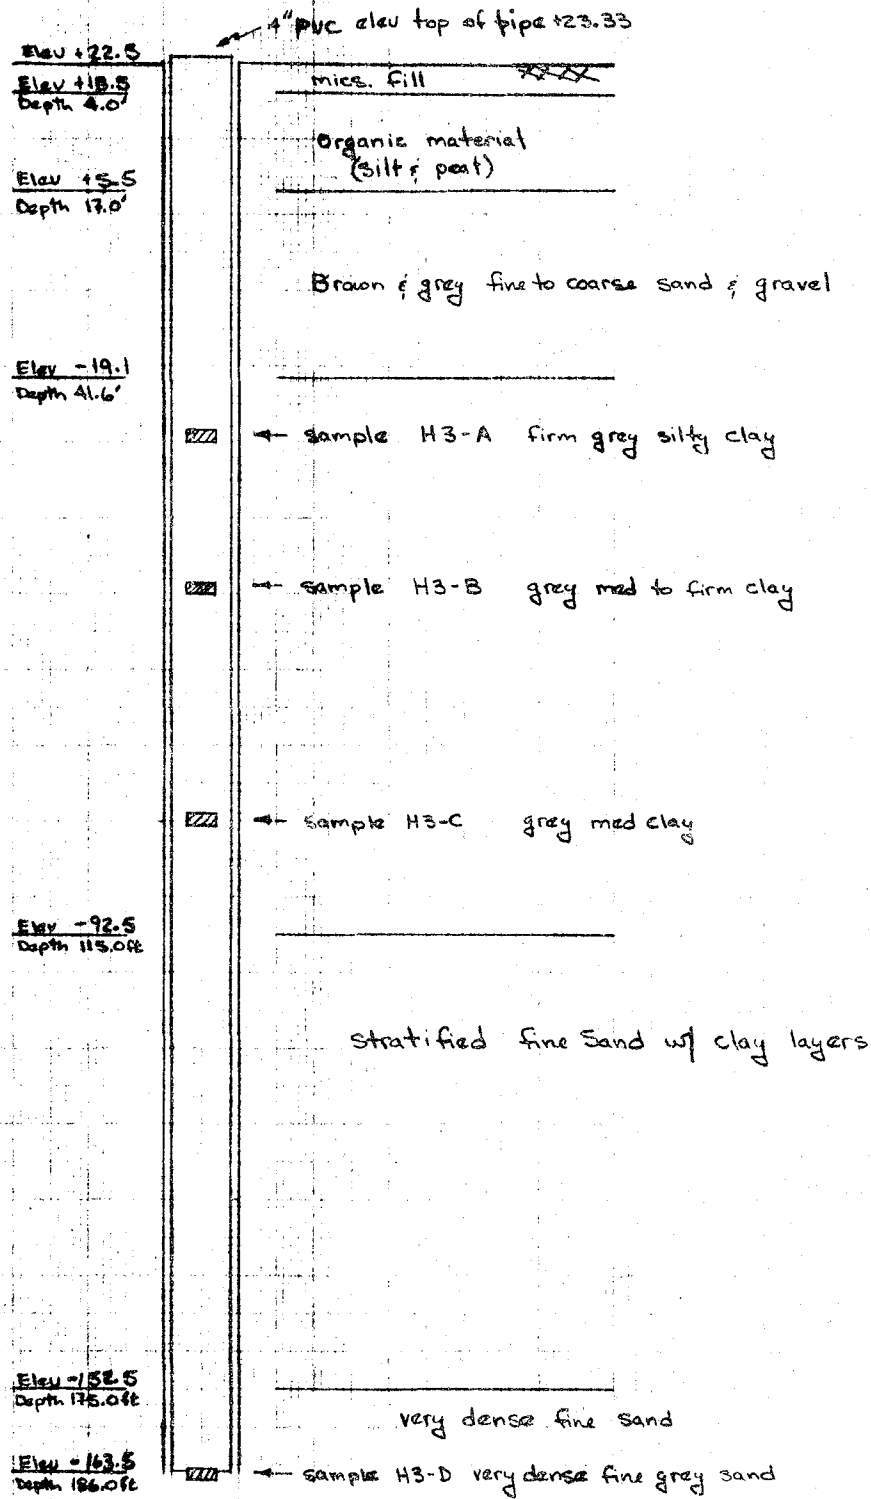 4" pvc elev top of pipe +23.33
Elev +22.5
mics. fill
Elev +18.5
Depth 4.0'
Organic material
(silt & peat)
Elev +5.5
Depth 17.0'
Brown & grey fine to coarse sand & gravel
Elev -19.1
Depth 41.6'
sample H3-A firm grey silty clay
sample H3-B grey med to firm clay
sample H3-C grey med clay
Elev -92.5
Depth 115.0ft
stratified fine Sand w/ clay layers
Elev -152.5
Depth 175.0ft
very dense fine sand
Elev -163.5
Depth 186.0ft
sample H3-D very dense fine grey sand